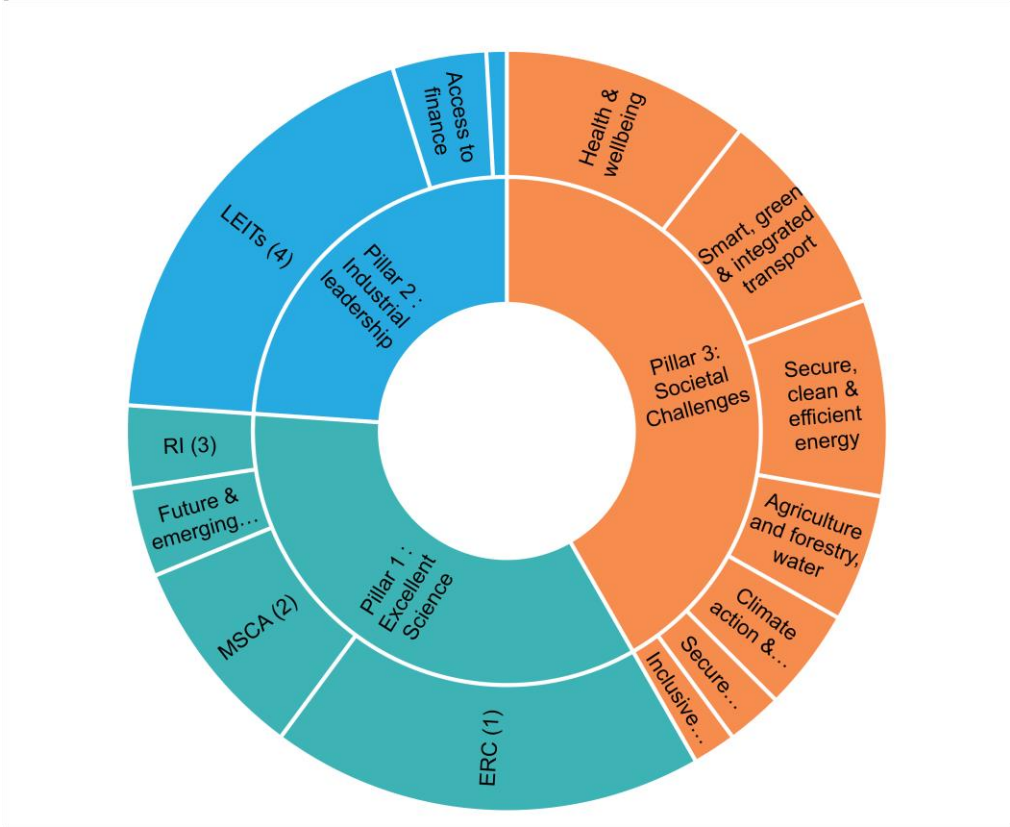 Access to
finance
LEITs (4)
Pillar 2 :
Industrial
leadership
Health &
wellbeing
Smart, green
& integrated
transport
Pillar 3:
Societal
Challenges
Secure,
clean &
efficient
energy
RI (3)
Future &
emerging…
Agriculture
and forestry,
water
Pillar 1 :
Excellent
Science
MSCA (2)
Climate
action &…
Secure…
Inclusive…
ERC (1)